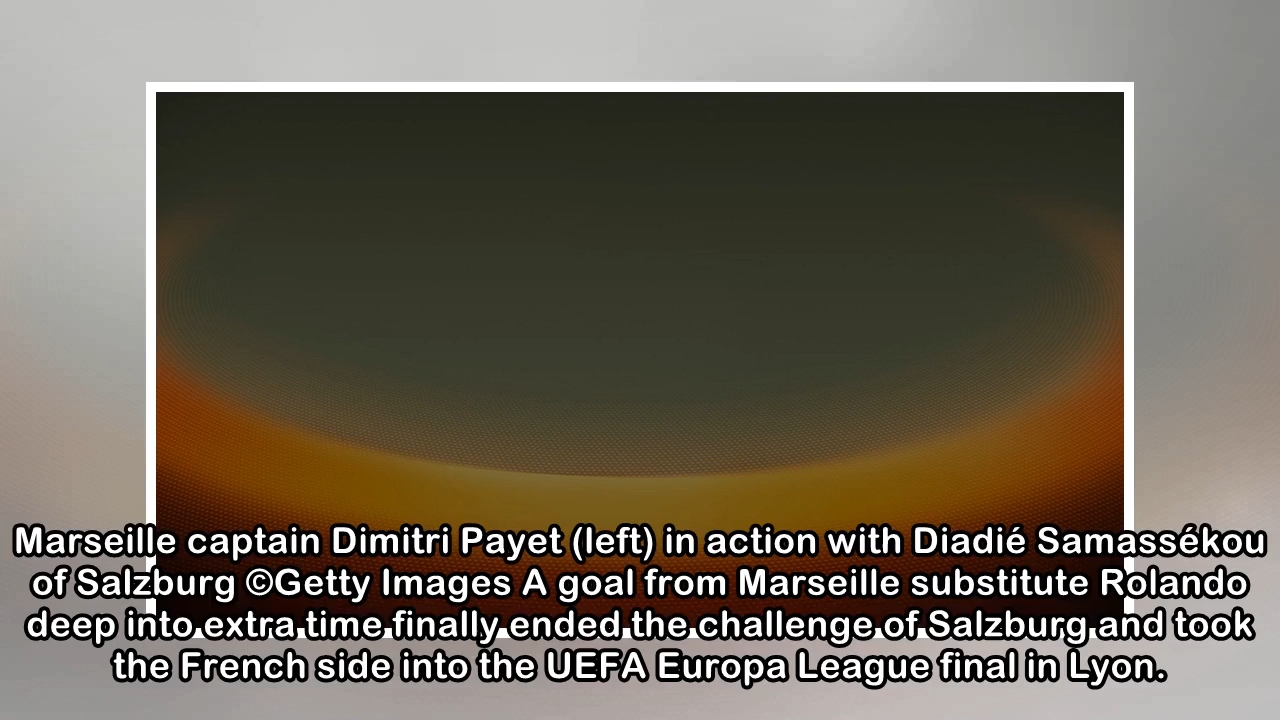 Marseille captain Dimitri Payet (left) in action with Diadié Samassékou
of Salzburg ©Getty Images A goal from Marseille substitute Rolando
deep into extra time finally ended the challenge of Salzburg and took
the French side into the UEFA Europa League final in Lyon.